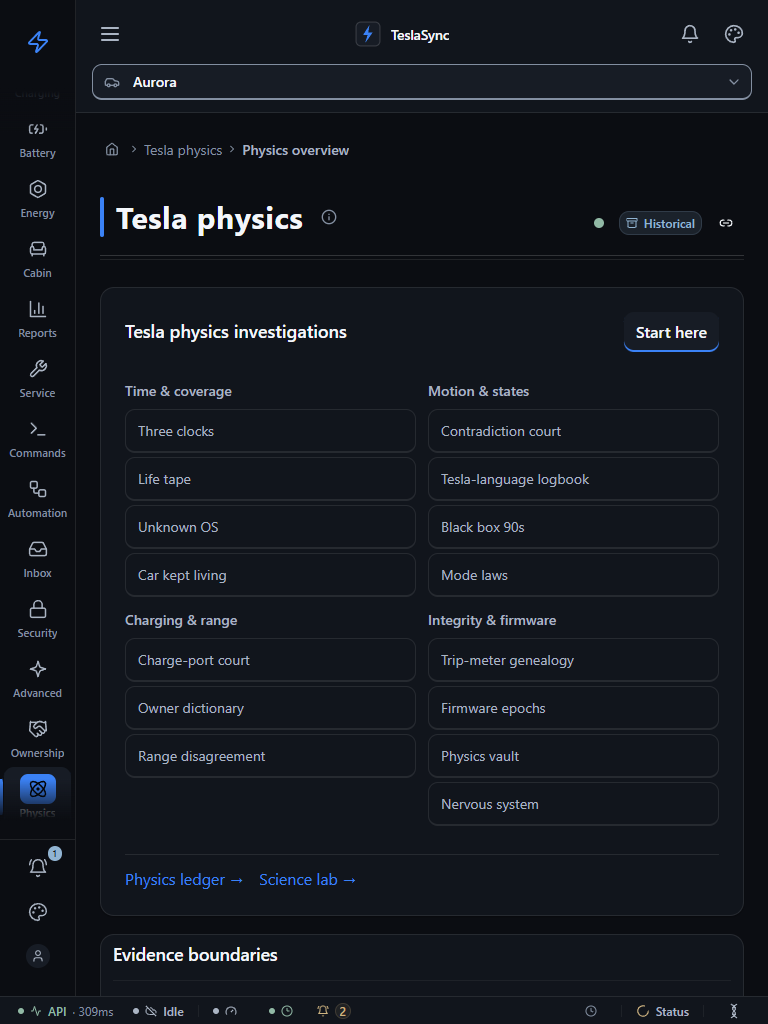 TeslaSync
Aurora
Charging
Battery
Energy
Cabin
Reports
Service
Commands
Automation
Inbox
Security
Advanced
Ownership
Physics
1
Tesla physics > Physics overview
Tesla physics
Historical
Tesla physics investigations
Start here
Time & coverage
Three clocks
Life tape
Unknown OS
Car kept living
Motion & states
Contradiction court
Tesla-language logbook
Black box 90s
Mode laws
Charging & range
Charge-port court
Owner dictionary
Range disagreement
Integrity & firmware
Trip-meter genealogy
Firmware epochs
Physics vault
Nervous system
Physics ledger → Science lab →
Evidence boundaries
API · 309ms Idle 2 Status